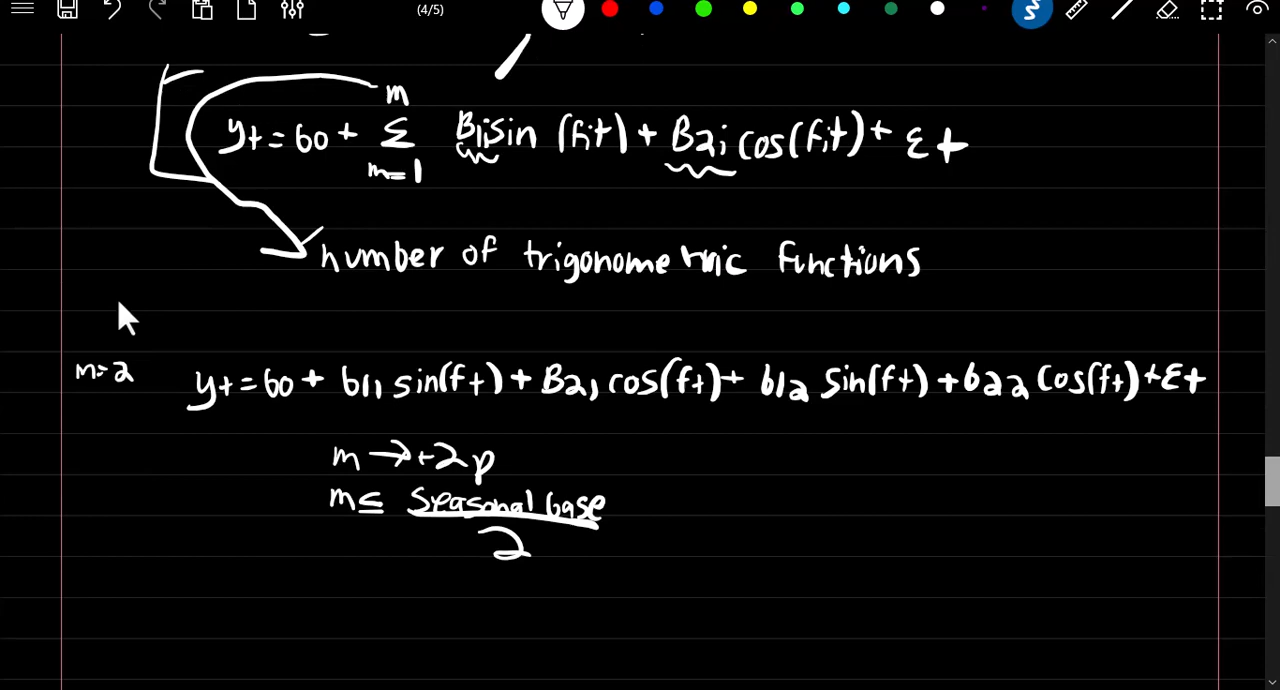 (4/5)
m
yt = b0 + Σ B1i sin (fit) + B2i cos(fit) + εt
m=1
number of trigonometric functions
m=2 yt = b0 + b11 sin(ft) + B21 cos(ft) + b12 sin(ft) + b22 cos(ft) + εt
m → +2p
m ≤ seasonal base
2